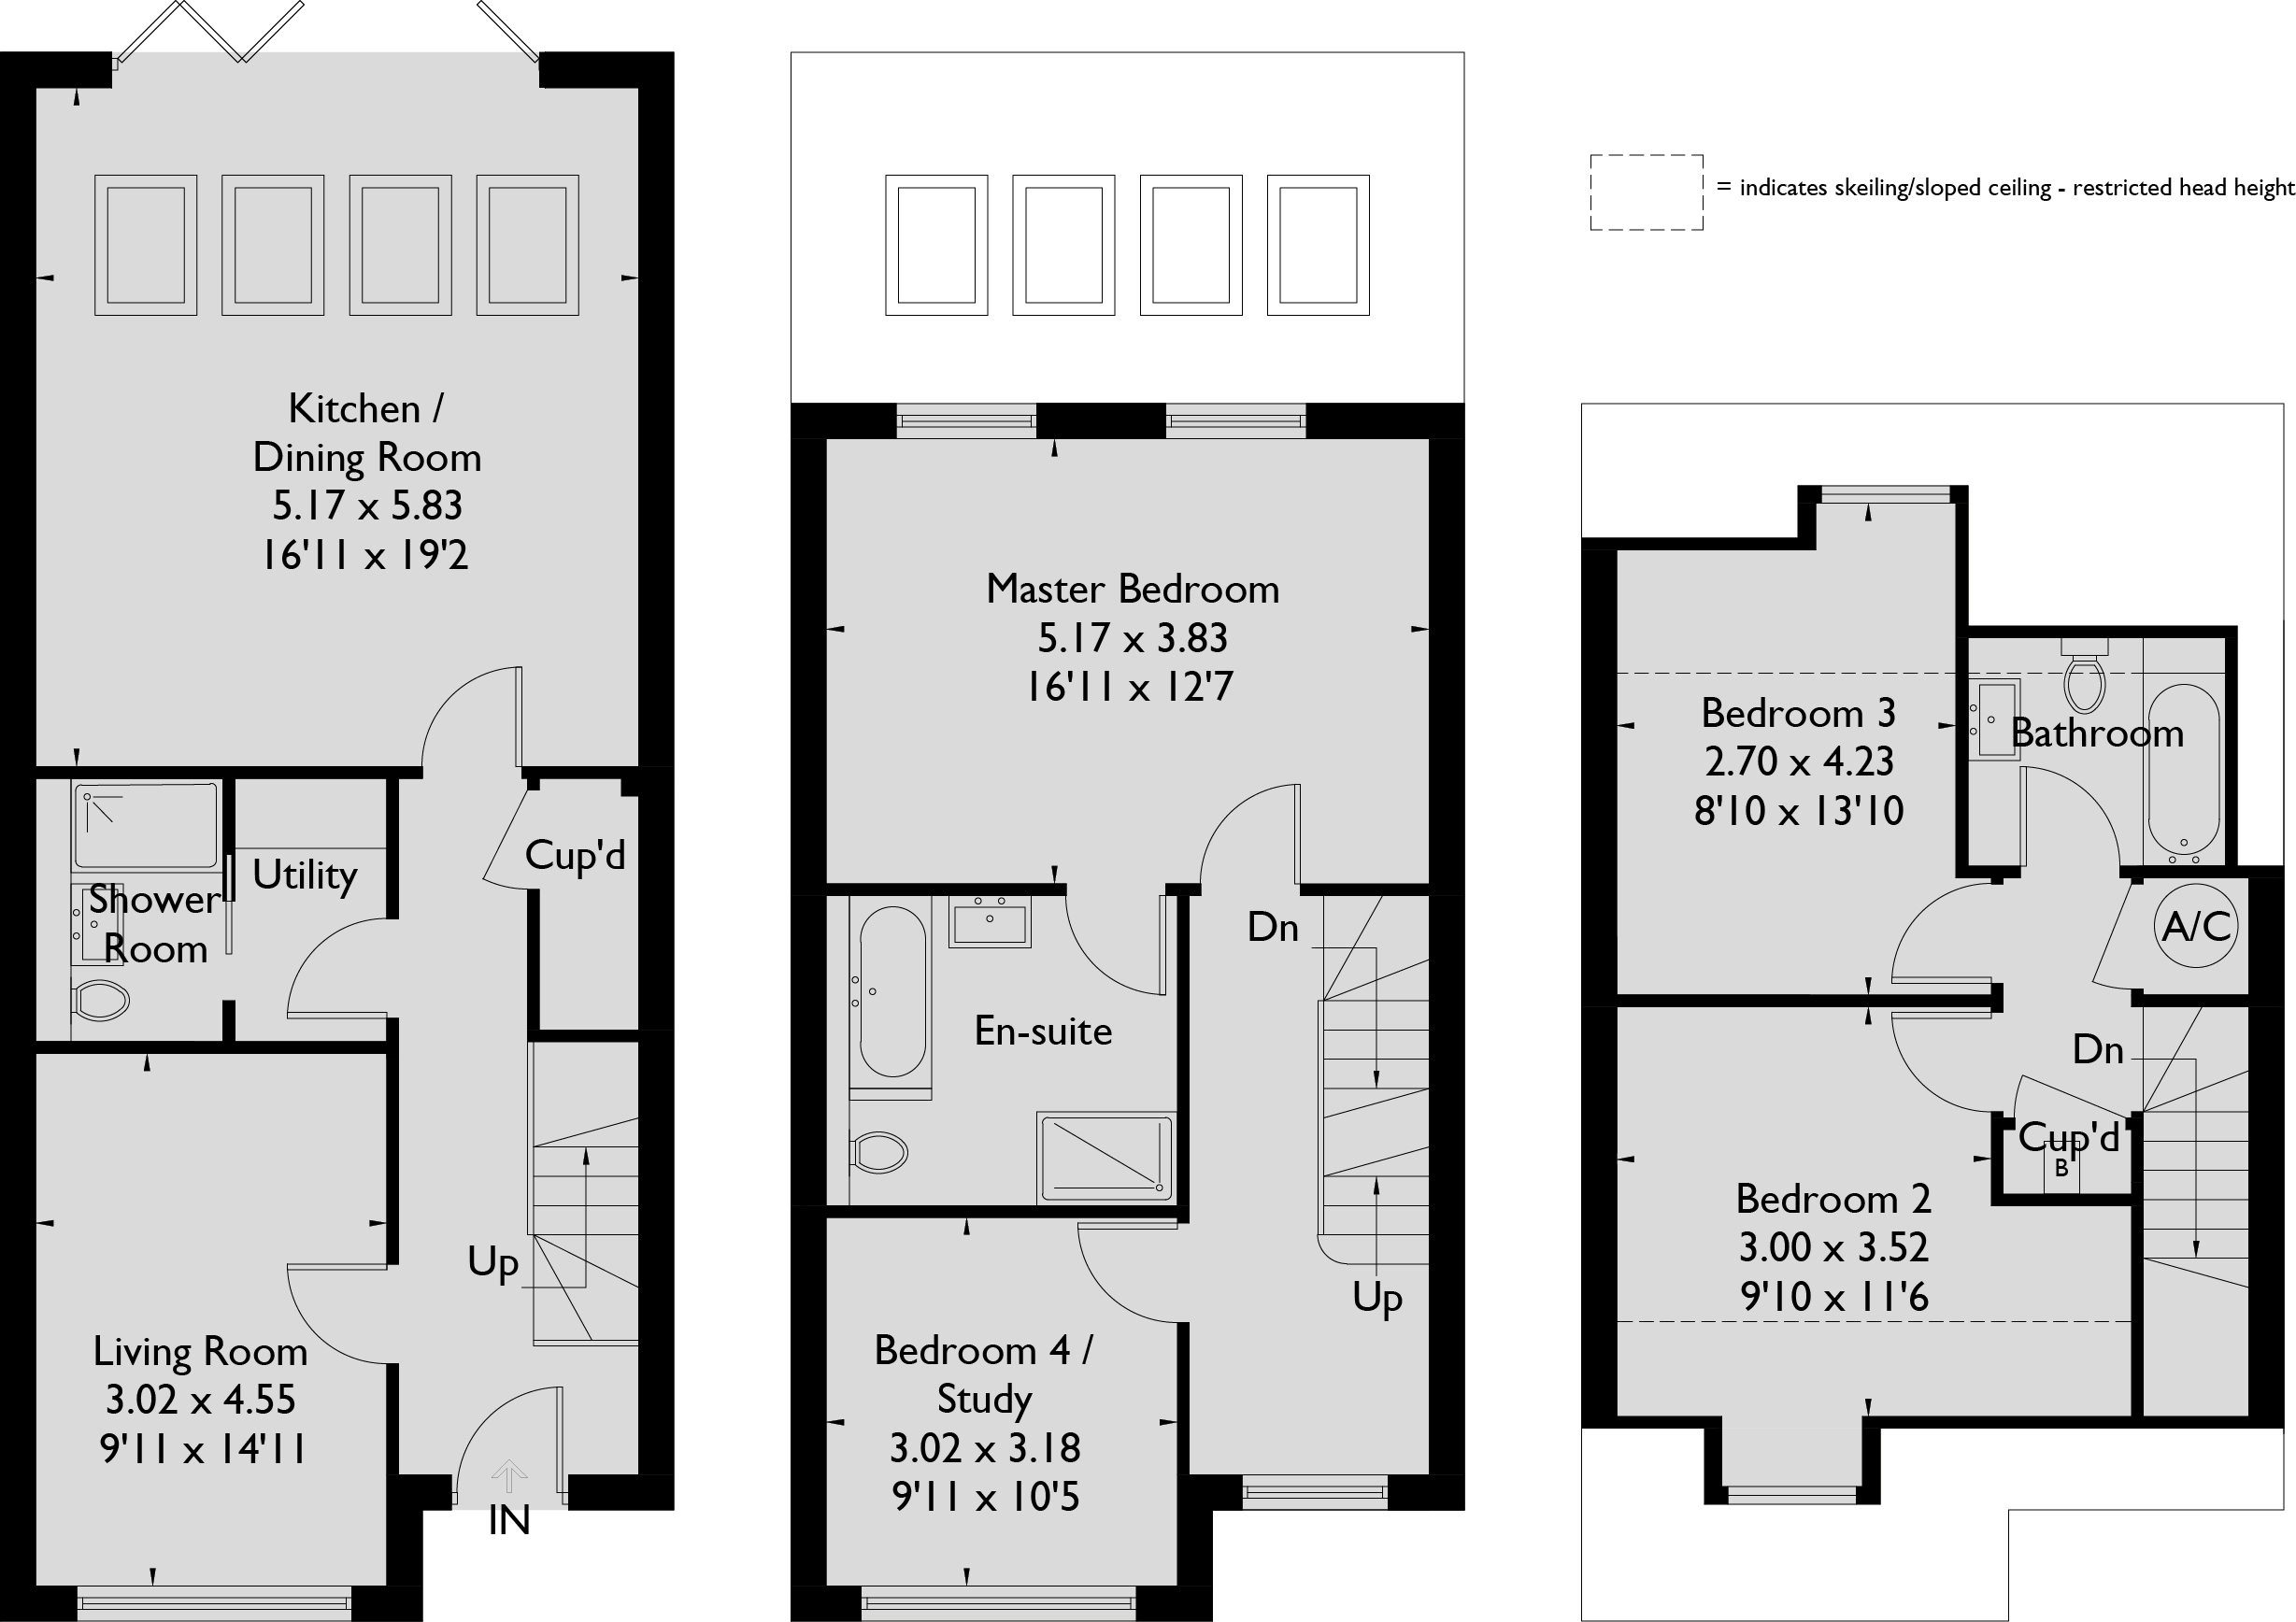 Kitchen /
Dining Room
5.17 x 5.83
16'11 x 19'2
Shower
Room
Utility
Cup'd
Up
Living Room
3.02 x 4.55
9'11 x 14'11
IN
Master Bedroom
5.17 x 3.83
16'11 x 12'7
Dn
En-suite
Up
Bedroom 4 /
Study
3.02 x 3.18
9'11 x 10'5
= indicates skeiling/sloped ceiling - restricted head height
Bedroom 3
2.70 x 4.23
8'10 x 13'10
Bathroom
A/C
Dn
Cup'd
B
Bedroom 2
3.00 x 3.52
9'10 x 11'6